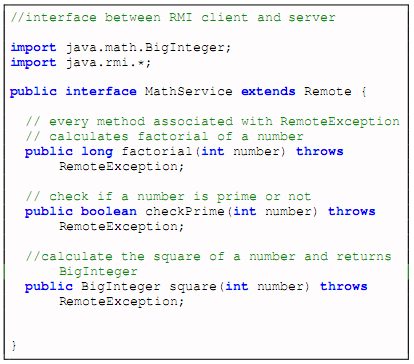 //interface between RMI client and server
import java.math.BigInteger;
import java.rmi.*;
public interface MathService extends Remote {
// every method associated with RemoteException
// calculates factorial of a number
public long factorial(int number) throws
RemoteException;
// check if a number is prime or not
public boolean checkPrime(int number) throws
RemoteException;
//calculate the square of a number and returns
BigInteger
public BigInteger square(int number) throws
RemoteException;
}